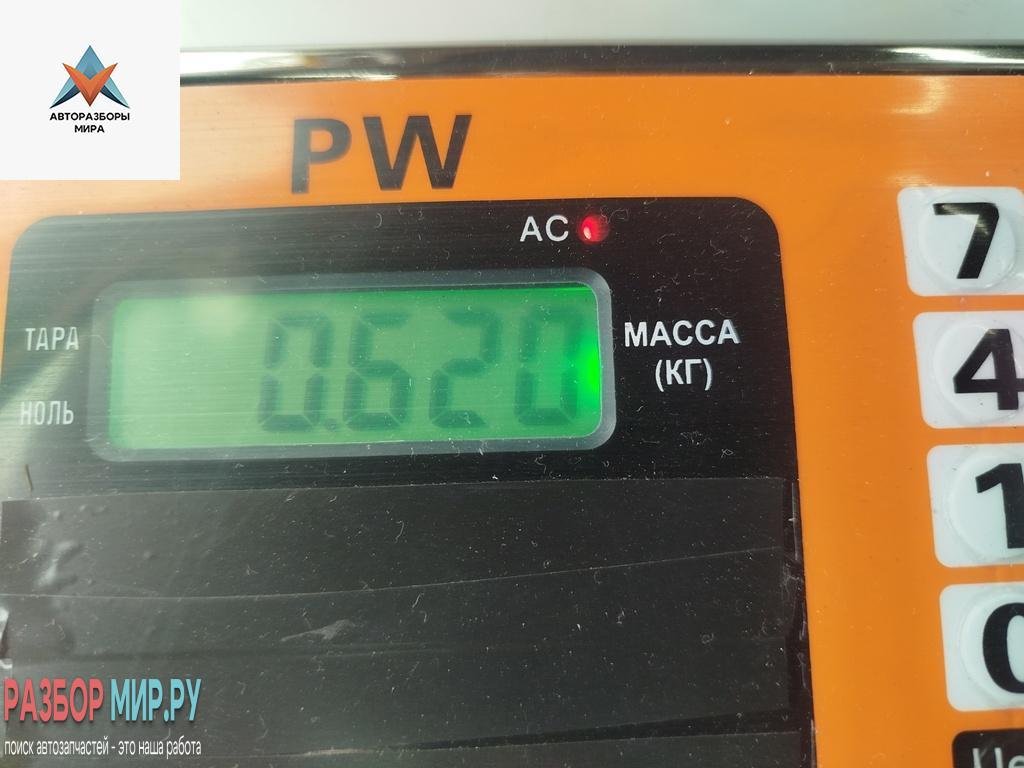 АВТОРАЗБОРЫ
МИРА
PW
AC
7
ТАРА
0.620
МАССА
(КГ)
4
НОЛЬ
1
0
РАЗБОР МИР.РУ
поиск автозапчастей - это наша работа